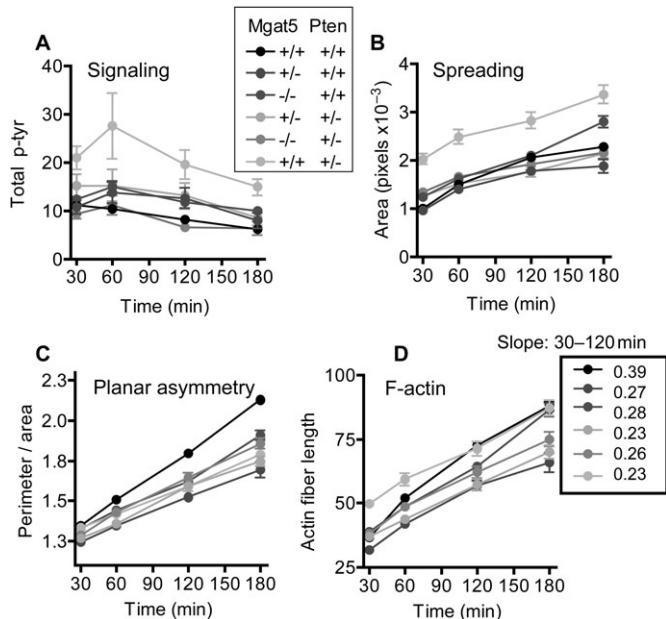 A
Signaling
Total p-tyr
40
30
20
10
0
30 60 90 120 150 180
Time (min)
Mgat5 Pten
+/+ +/+
+/- +/+
-/- +/+
+/- +/-
-/- +/-
+/+ +/-
B
Spreading
Area (pixels x10⁻³)
4
3
2
1
0
30 60 90 120 150 180
Time (min)
C
Planar asymmetry
Perimeter / area
2.3
2.0
1.8
1.5
1.3
30 60 90 120 150 180
Time (min)
D
F-actin
Actin fiber length
100
75
50
25
30 60 90 120 150 180
Time (min)
Slope: 30–120 min
0.39
0.27
0.28
0.23
0.26
0.23